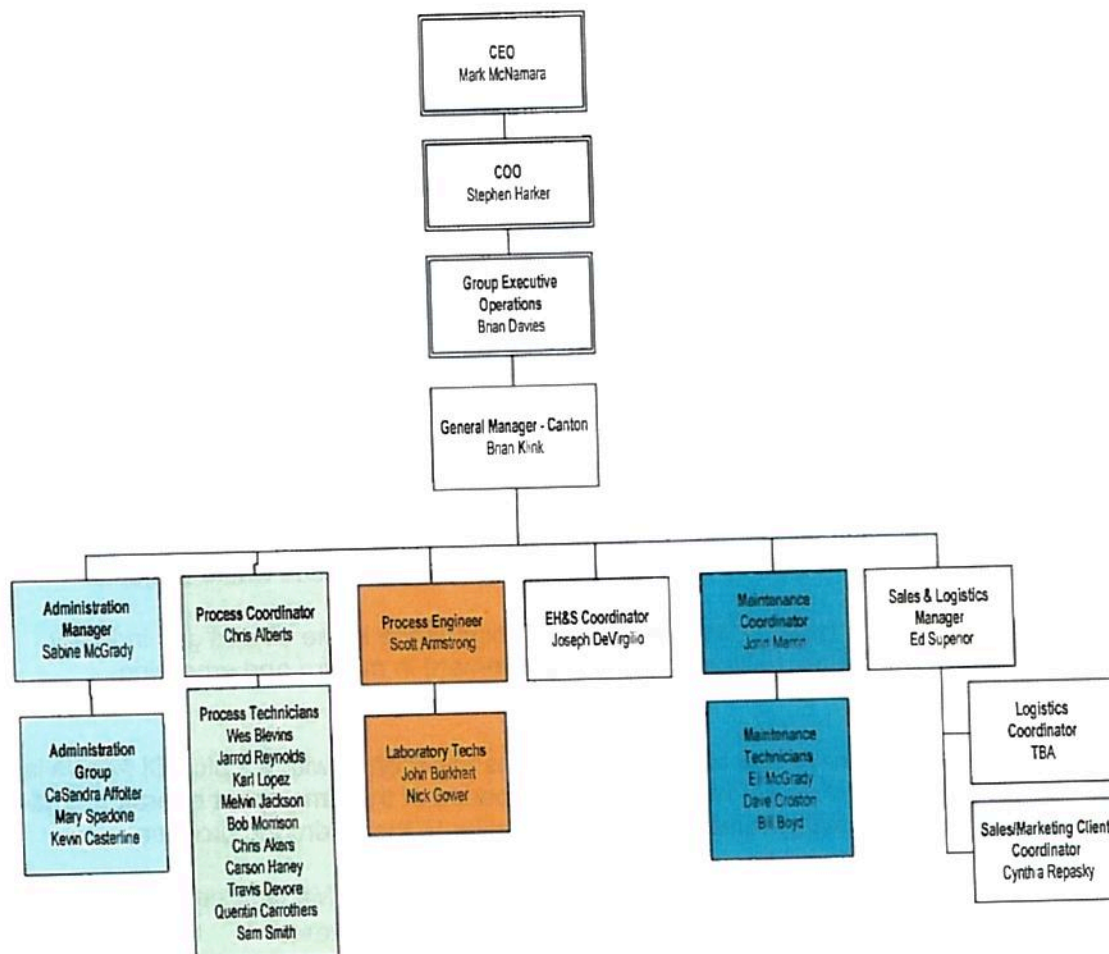 CEO
Mark McNamara
COO
Stephen Harker
Group Executive
Operations
Brian Davies
General Manager - Canton
Brian Klink
Administration
Manager
Sabine McGrady
Process Coordinator
Chris Alberts
Process Engineer
Scott Armstrong
EH&S Coordinator
Joseph DeVirgilio
Maintenance
Coordinator
John
Sales & Logistics
Manager
Ed Superior
Administration
Group
CaSandra Affolter
Mary Spadone
Kevin Casterline
Process Technicians
Wes Blevins
Jarrod Reynolds
Karl Lopez
Melvin Jackson
Bob Morrison
Chris Akers
Carson Haney
Travis Devore
Quentin Carrothers
Sam Smith
Laboratory Techs
John Burkhart
Nick Gower
Maintenance
Technicians
Eli McGrady
Dave Croston
Bill Boyd
Logistics
Coordinator
TBA
Sales/Marketing Client
Coordinator
Cynthia Repasky